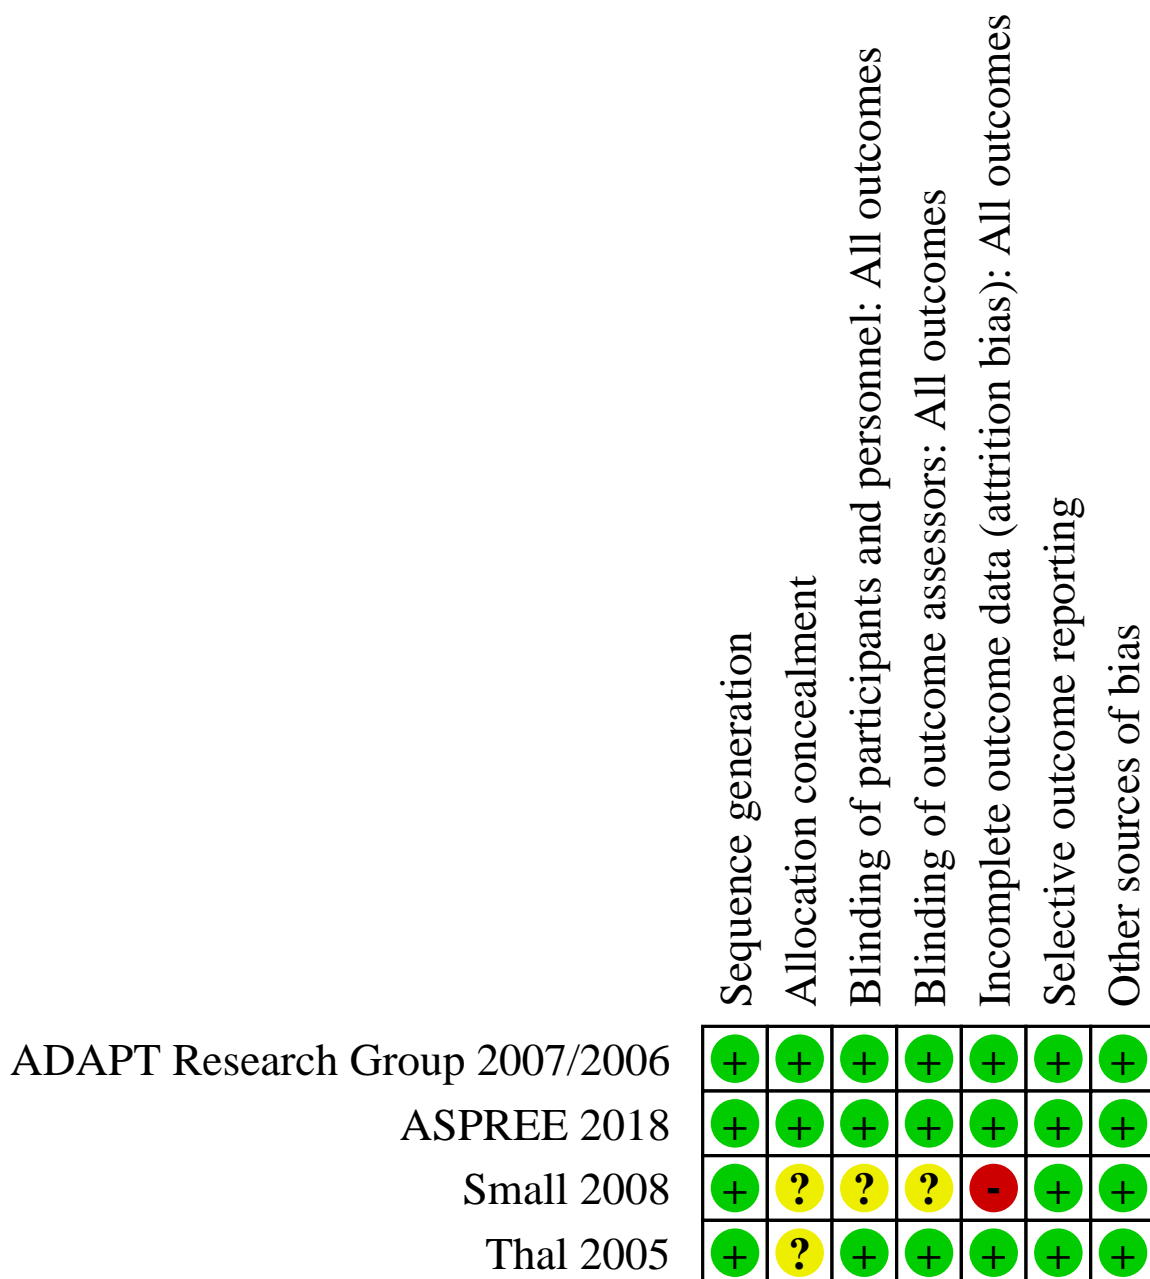 Sequence generation
Allocation concealment
Blinding of participants and personnel: All outcomes
Blinding of outcome assessors: All outcomes
Incomplete outcome data (attrition bias): All outcomes
Selective outcome reporting
Other sources of bias
ADAPT Research Group 2007/2006 + + + + + + +
ASPREE 2018 + + + + + + +
Small 2008 + ? ? ? - + +
Thal 2005 + ? + + + + +